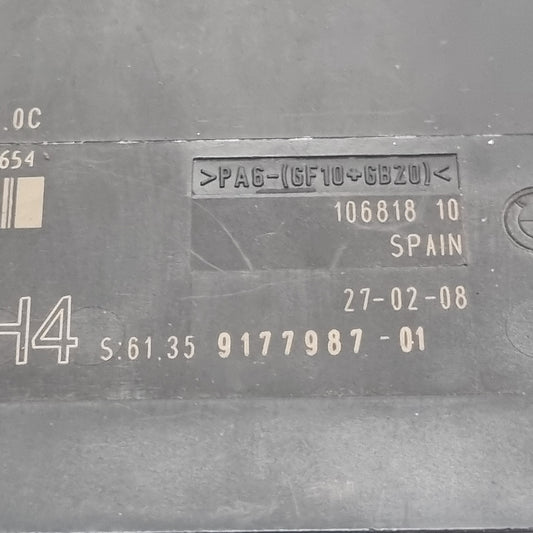 .0C
654
>PA6-(GF10+GB20)<
106818 10
SPAIN
27-02-08
H4 S:61.35 9177987-01